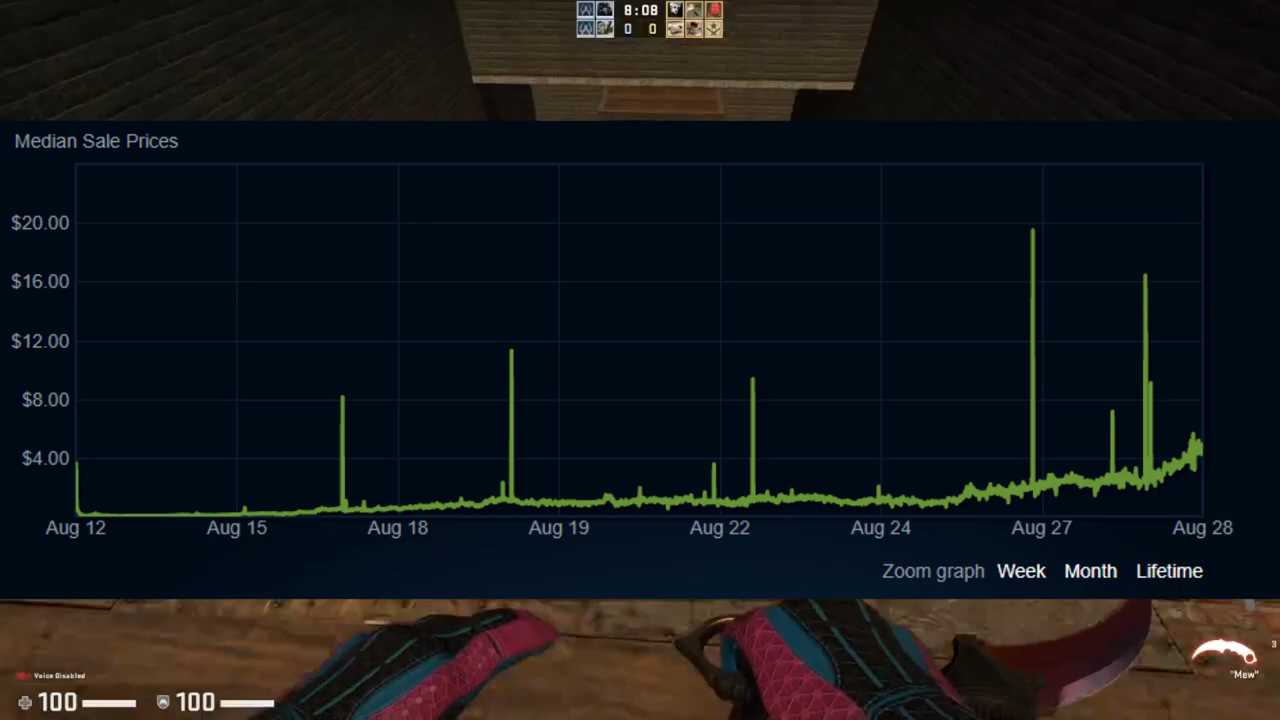 8:08
0 0
Median Sale Prices
$20.00
$16.00
$12.00
$8.00
$4.00
Aug 12 Aug 15 Aug 18 Aug 19 Aug 22 Aug 24 Aug 27 Aug 28
Zoom graph Week Month Lifetime
3
"Mew"
Voice Disabled
100 100